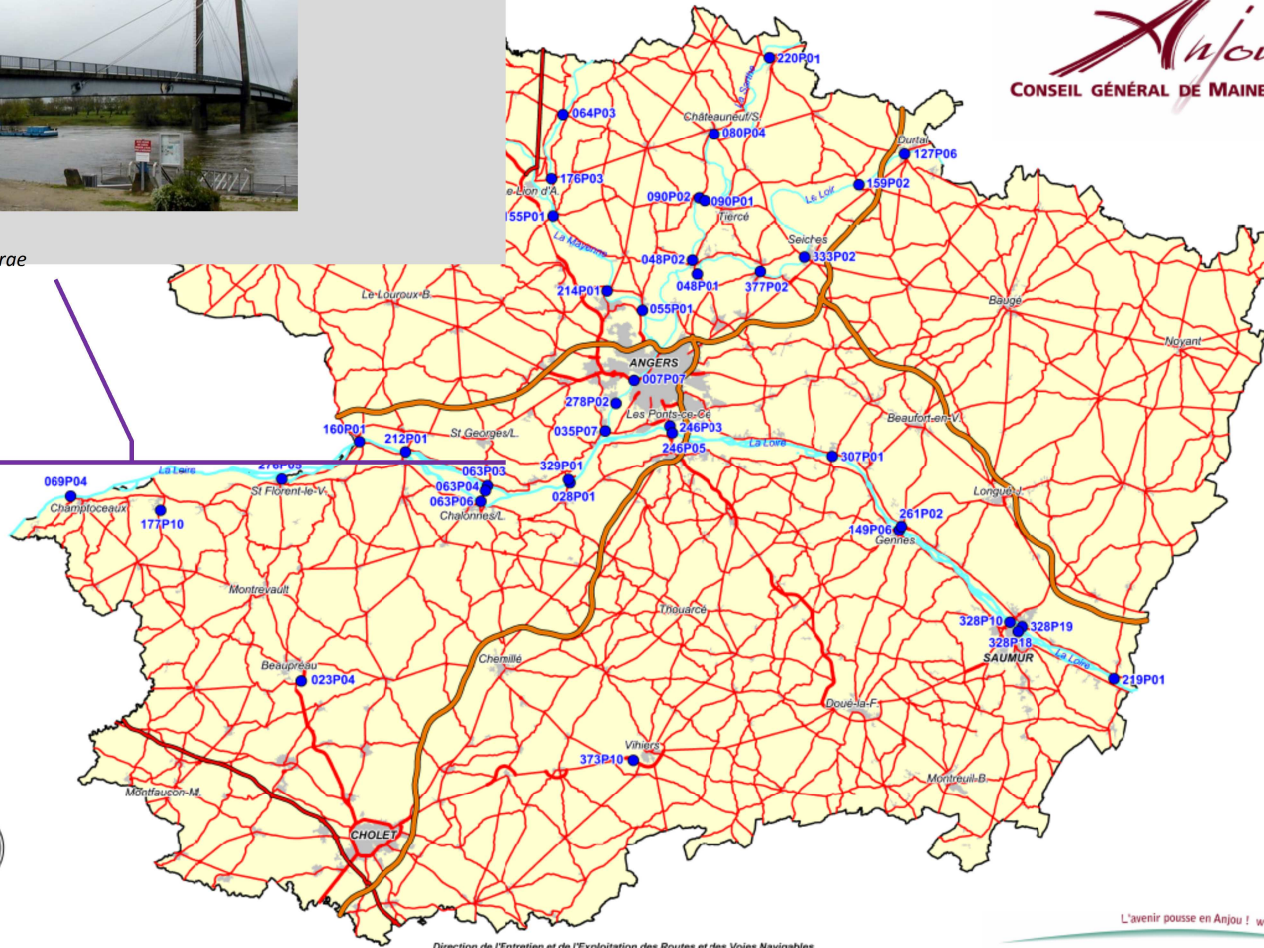 Anjou
CONSEIL GÉNÉRAL DE MAINE
220P01
La Sarthe
064P03
Châteauneuf/S
080P04
Durtal
127P06
176P03
e-Lion d'A.
159P02
Le Loir
090P02
090P01
Tiercé
155P01
La Mayenne
Seiches
333P02
rae
048P02
048P01
377P02
Le Louroux-B.
214P01
055P01
Baugé
Noyant
ANGERS
007P07
278P02
Les Ponts-ce-Cé
Beaufort-en-V.
160P01
212P01
St Georges/L.
035P07
246P03
246P05
La Loire
307P01
La Loire
276P05
069P04
Champtoceaux
177P10
St Florent-le-V.
063P03
063P04
063P06
Chalonnes/L.
329P01
028P01
Longué-J.
261P02
149P06
Gennes
Montrevault
Thouarcé
328P10
328P19
328P18
SAUMUR
La Loire
219P01
Beaupréau
023P04
Chemillé
Doué-la-F.
Vihiers
373P10
Montfaucon-M.
Montreuil-B.
CHOLET
L'avenir pousse en Anjou ! w
Direction de l'Entretien et de l'Exploitation des Routes et des Voies Navigables